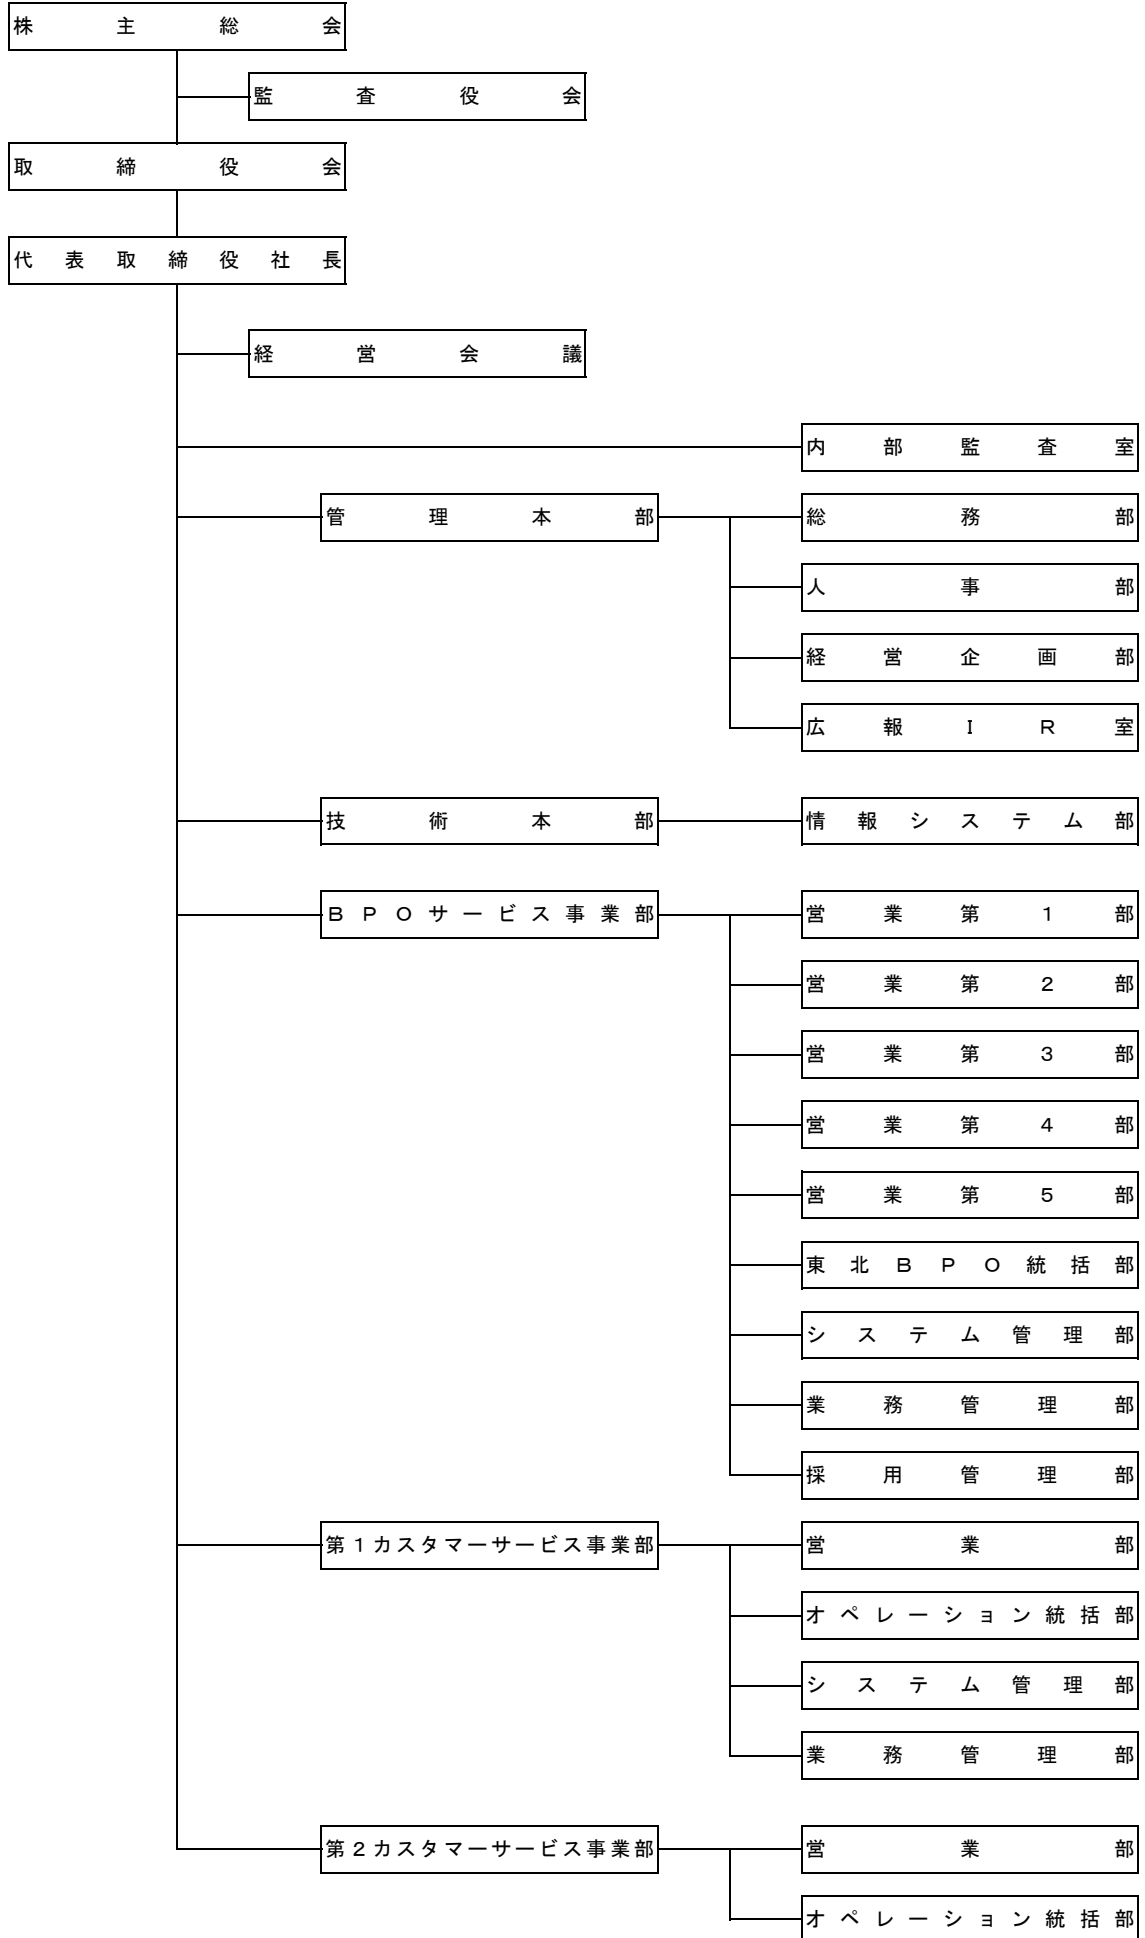 株主総会
監査役会
取締役会
代表取締役社長
経営会議
内部監査室
管理本部
総務部
人事部
経営企画部
広報IR室
技術本部
情報システム部
BPOサービス事業部
営業第1部
営業第2部
営業第3部
営業第4部
営業第5部
東北BPO統括部
システム管理部
業務管理部
採用管理部
第1カスタマーサービス事業部
営業部
オペレーション統括部
システム管理部
業務管理部
第2カスタマーサービス事業部
営業部
オペレーション統括部